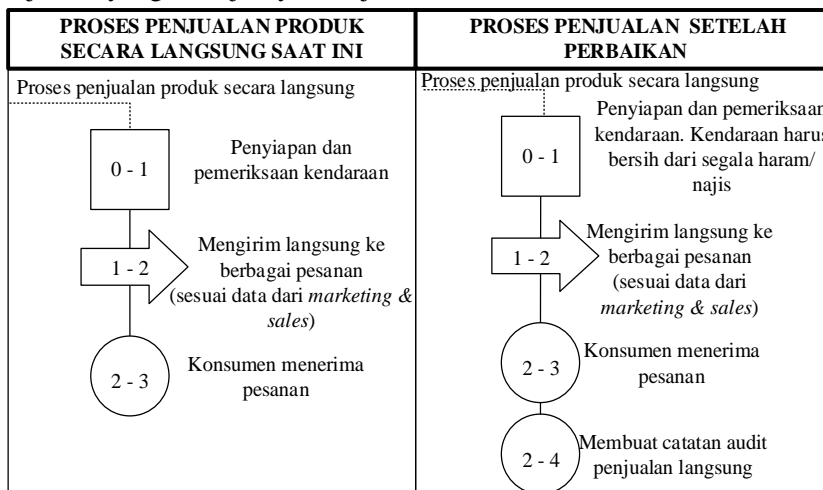 PROSES PENJUALAN PRODUK
SECARA LANGSUNG SAAT INI
PROSES PENJUALAN SETELAH
PERBAIKAN
Proses penjualan produk secara langsung
0 - 1
Penyiapan dan
pemeriksaan kendaraan
1 - 2
Mengirim langsung ke
berbagai pesanan
(sesuai data dari marketing &
sales)
2 - 3
Konsumen menerima
pesanan
Proses penjualan produk secara langsung
0 - 1
Penyiapan dan pemeriksaan
kendaraan. Kendaraan harus
bersih dari segala haram/
najis
1 - 2
Mengirim langsung ke
berbagai pesanan
(sesuai data dari
marketing & sales)
2 - 3
Konsumen menerima
pesanan
2 - 4
Membuat catatan audit
penjualan langsung